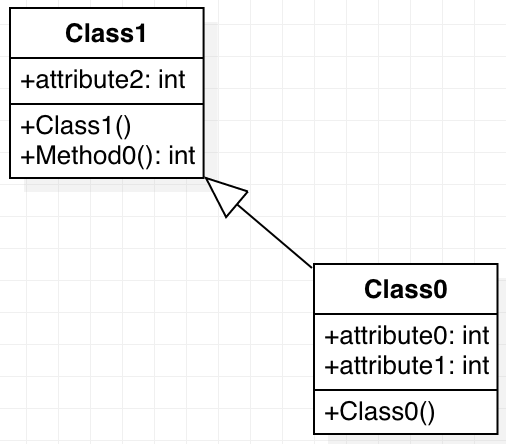 Class1
+attribute2: int
+Class1()
+Method0(): int
Class0
+attribute0: int
+attribute1: int
+Class0()